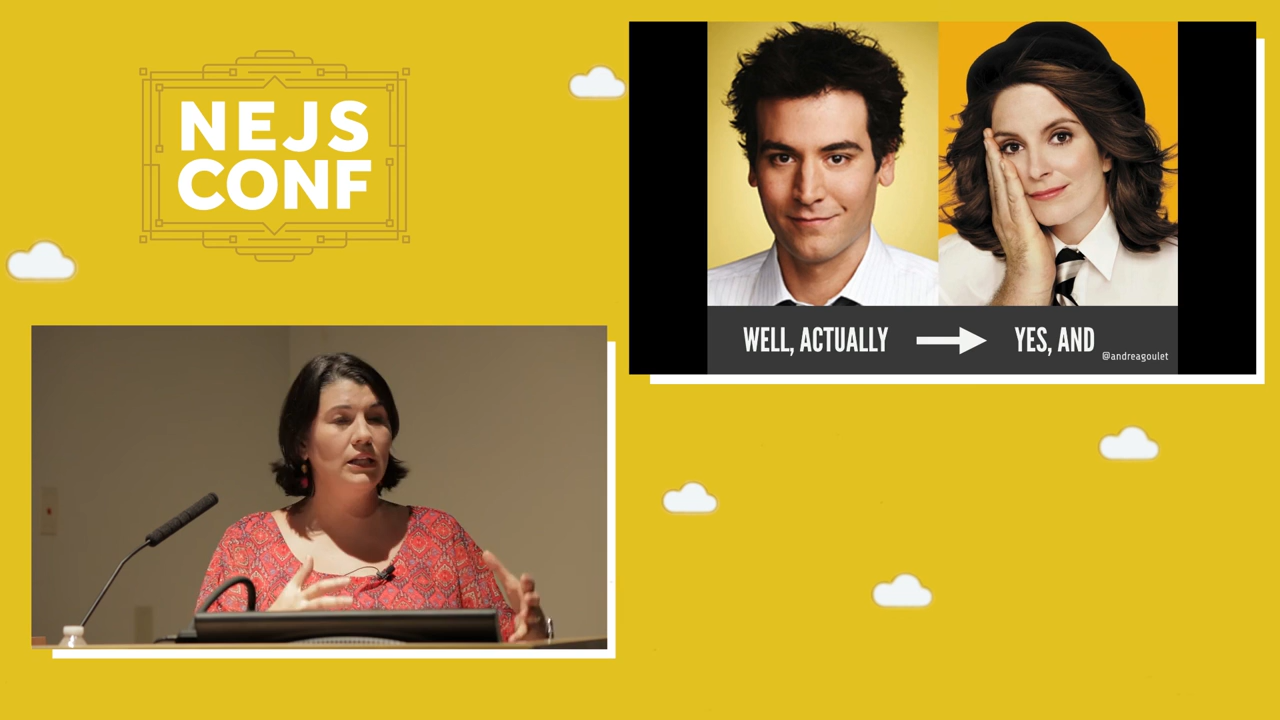 NEJS
CONF
WELL, ACTUALLY
YES, AND
@andreagoulet